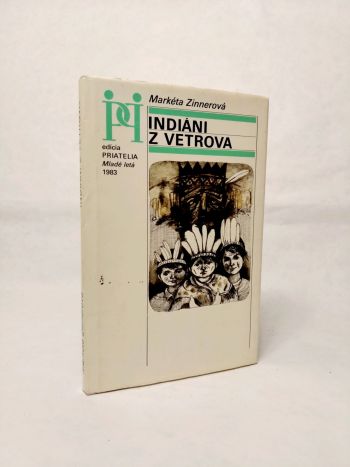 Markéta Zinnerová
INDIÁNI
Z VETROVA
edícia
PRIATELIA
Mladé letá
1983